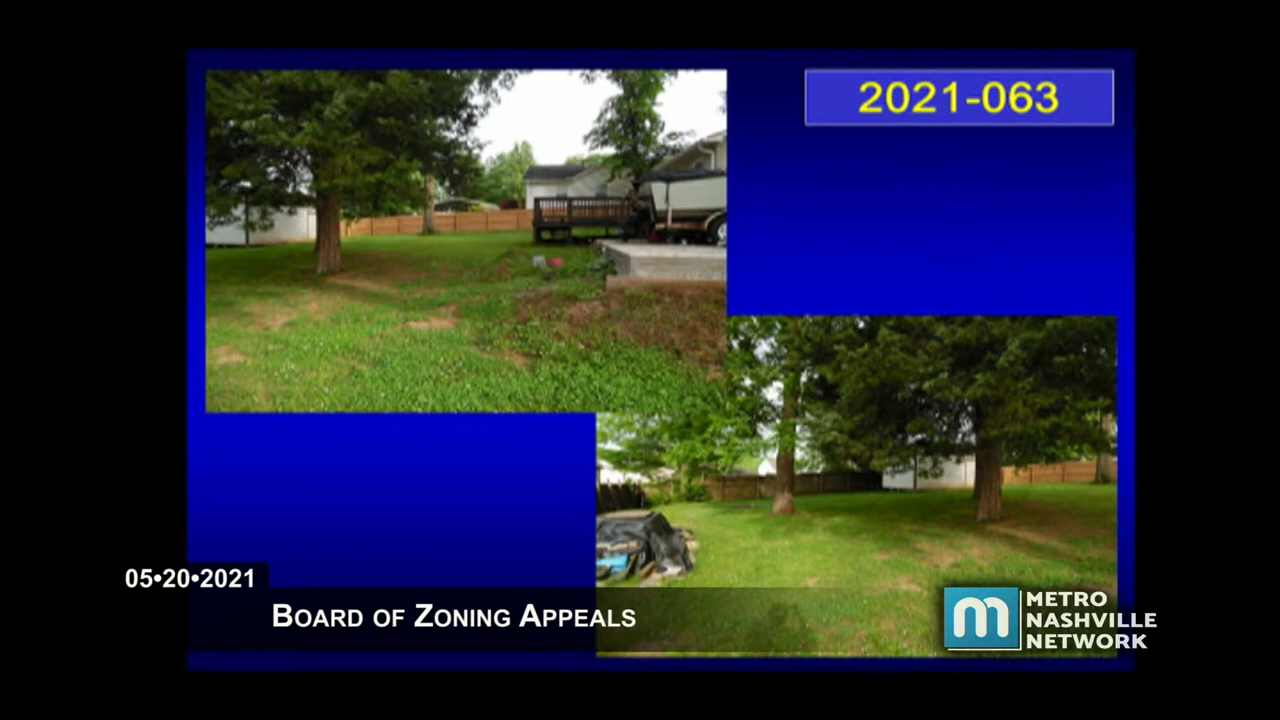 2021-063
05•20•2021
BOARD OF ZONING APPEALS
METRO
NASHVILLE
NETWORK